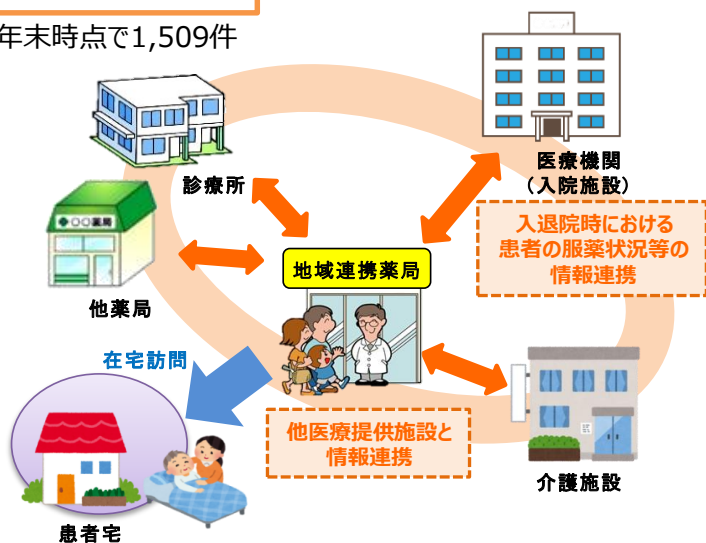 年末時点で1,509件
診療所
医療機関
（入院施設）
入退院時における
患者の服薬状況等の
情報連携
○○薬局
他薬局
地域連携薬局
在宅訪問
他医療提供施設と
情報連携
介護施設
患者宅